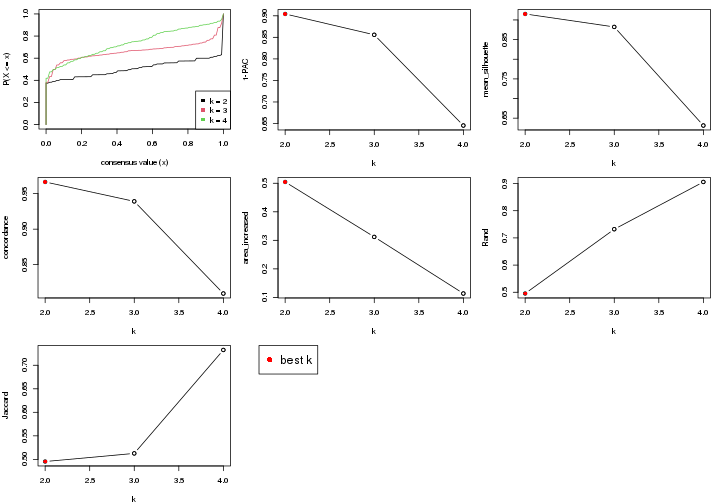 P(X <= x)
0.0 0.2 0.4 0.6 0.8 1.0
k = 2
k = 3
k = 4
0.0 0.2 0.4 0.6 0.8 1.0
consensus value (x)
1-PAC
0.65 0.70 0.75 0.80 0.85 0.90
2.0 2.5 3.0 3.5 4.0
k
mean_silhouette
0.65 0.75 0.85
2.0 2.5 3.0 3.5 4.0
k
concordance
0.85 0.90 0.95
2.0 2.5 3.0 3.5 4.0
k
area_increased
0.1 0.2 0.3 0.4 0.5
2.0 2.5 3.0 3.5 4.0
k
Rand
0.5 0.6 0.7 0.8 0.9
2.0 2.5 3.0 3.5 4.0
k
Jaccard
0.50 0.55 0.60 0.65 0.70
2.0 2.5 3.0 3.5 4.0
k
best k